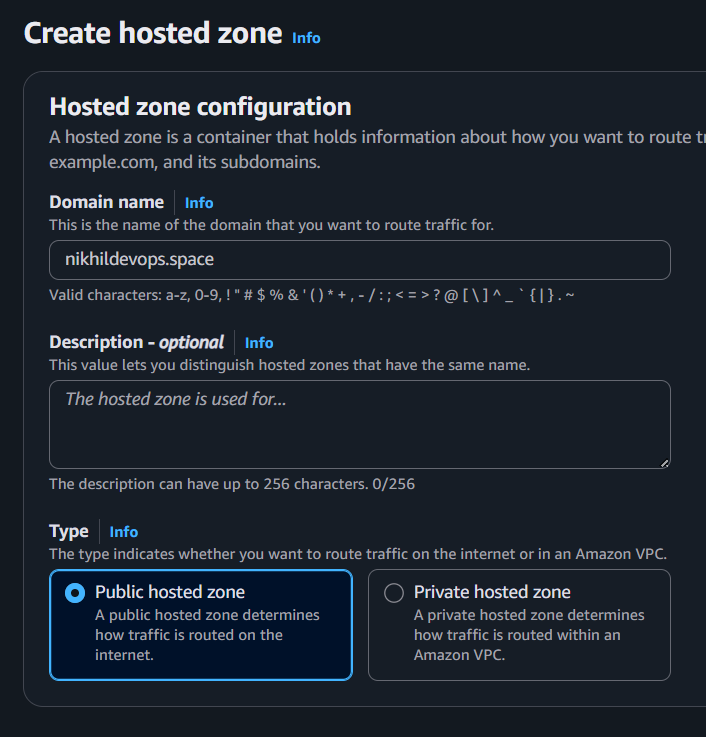 Create hosted zone Info
Hosted zone configuration
A hosted zone is a container that holds information about how you want to route
example.com, and its subdomains.
Domain name Info
This is the name of the domain that you want to route traffic for.
nikhildevops.space
Valid characters: a-z, 0-9, ! " # $ % & ' ( ) * + , - / : ; < = > ? @ [ \ ] ^ _ ` { | } . ~
Description - optional Info
This value lets you distinguish hosted zones that have the same name.
The hosted zone is used for...
The description can have up to 256 characters. 0/256
Type Info
The type indicates whether you want to route traffic on the internet or in an Amazon VPC.
Public hosted zone
A public hosted zone determines
how traffic is routed on the
internet.
Private hosted zone
A private hosted zone determines
how traffic is routed within an
Amazon VPC.